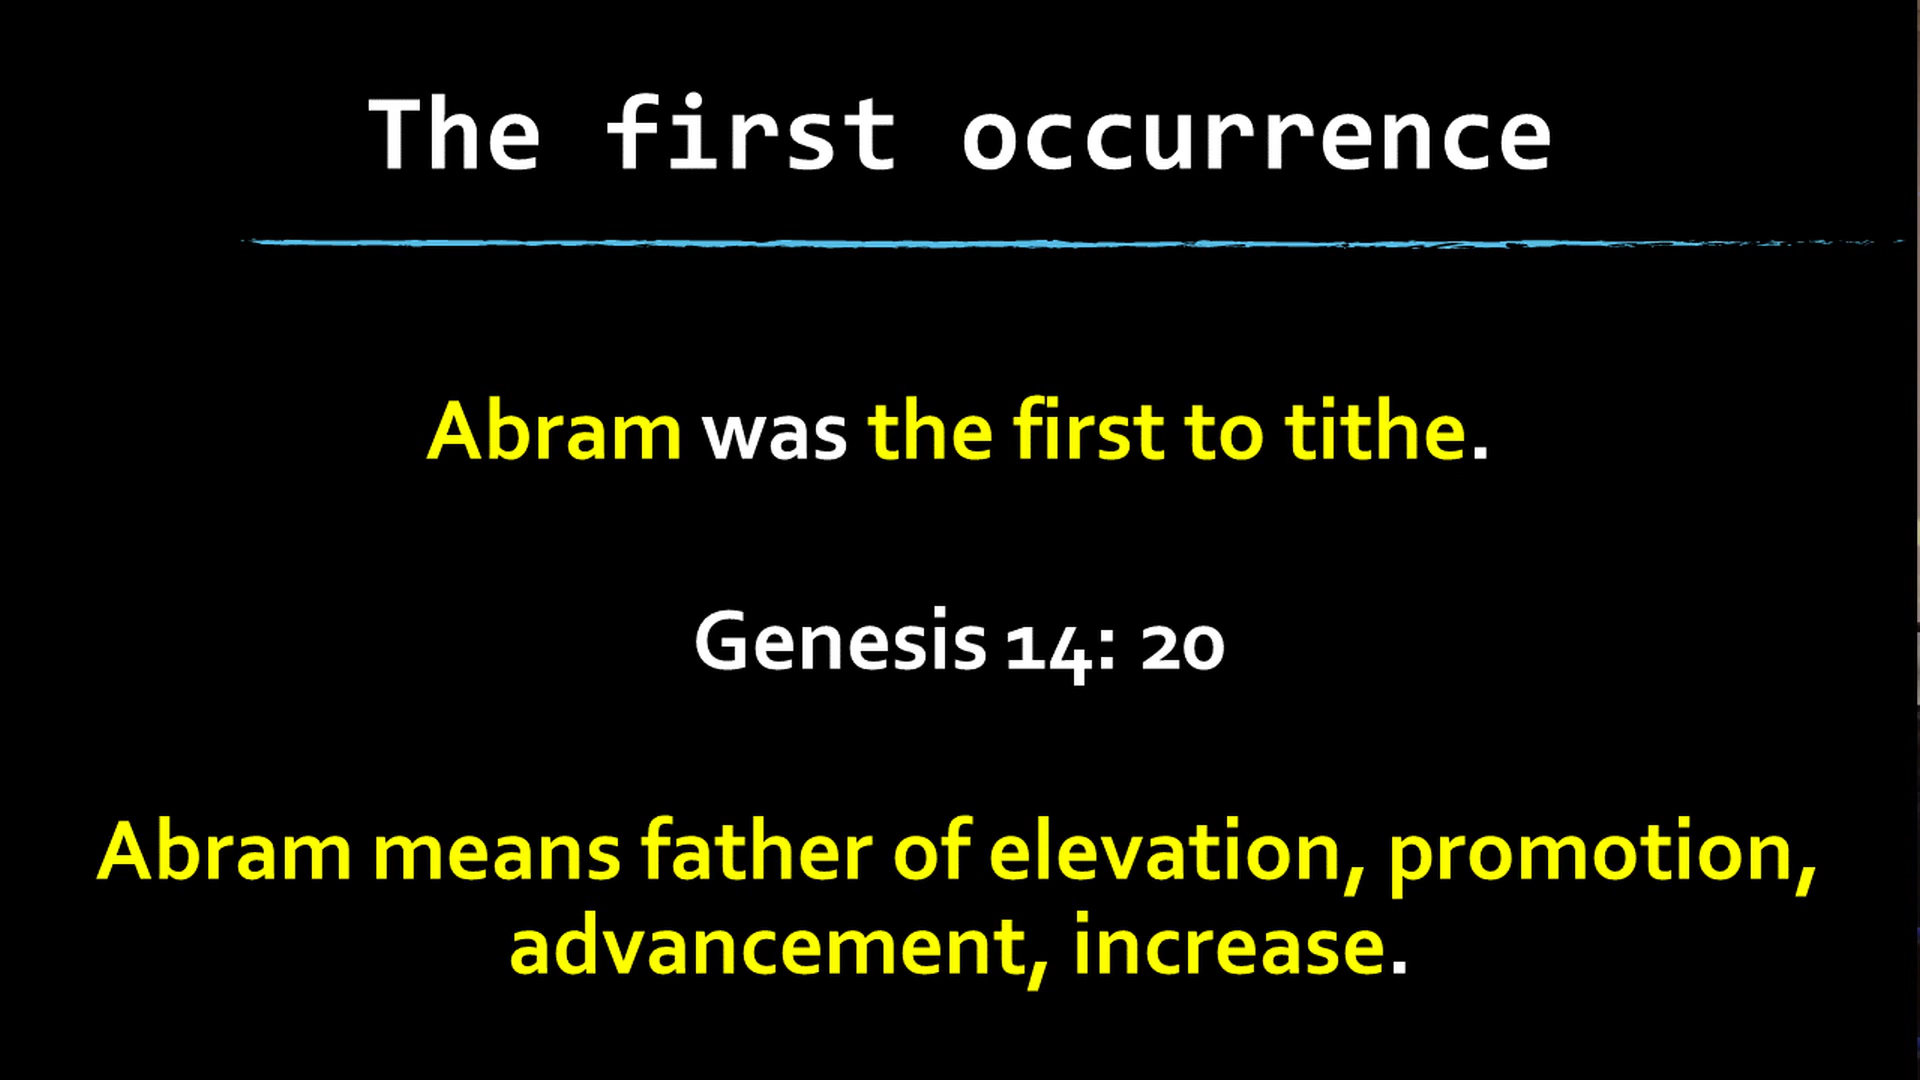 The first occurrence
Abram was the first to tithe.
Genesis 14: 20
Abram means father of elevation, promotion,
advancement, increase.